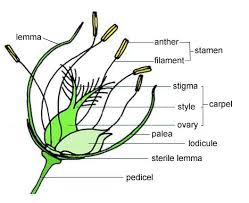 lemma
anther
stamen
filament
stigma
style
carpel
ovary
palea
lodicule
sterile lemma
pedicel